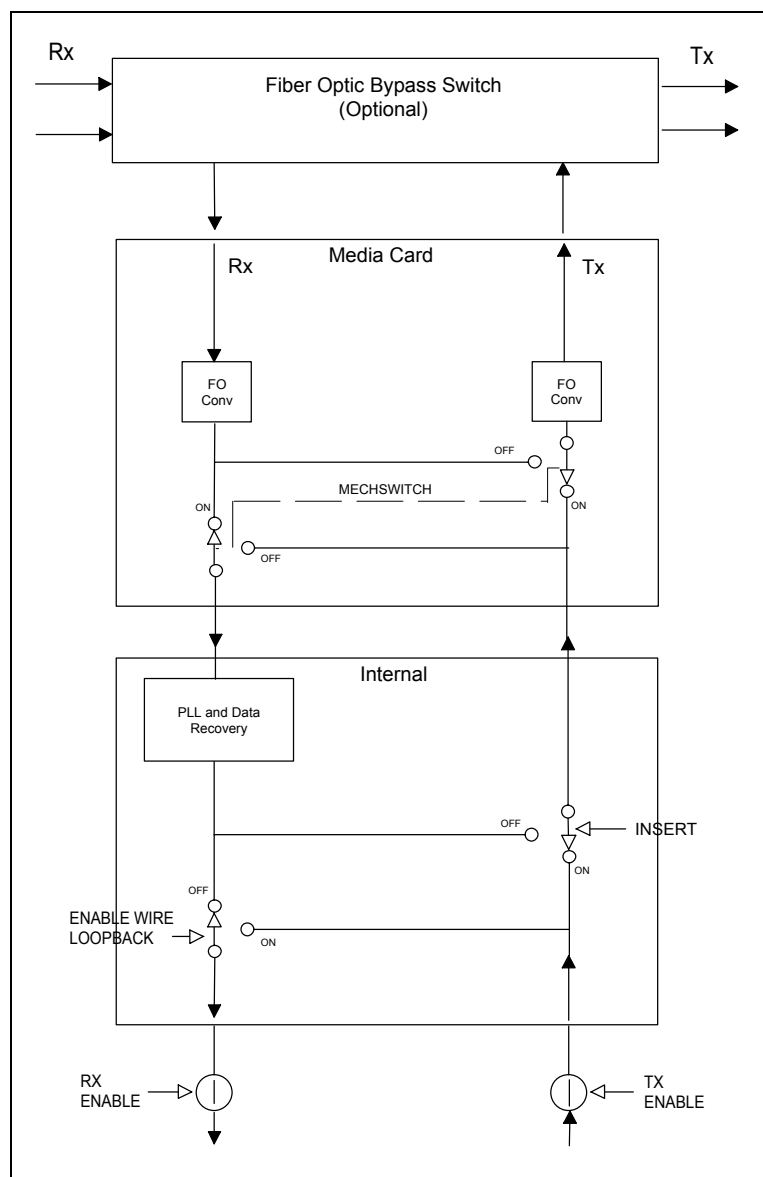 Rx
Tx
Fiber Optic Bypass Switch
(Optional)
Media Card
Rx
Tx
FO
Conv
FO
Conv
OFF
MECHSWITCH
ON
ON
OFF
Internal
PLL and Data
Recovery
OFF
INSERT
ON
OFF
ENABLE WIRE
LOOPBACK
ON
RX
ENABLE
TX
ENABLE